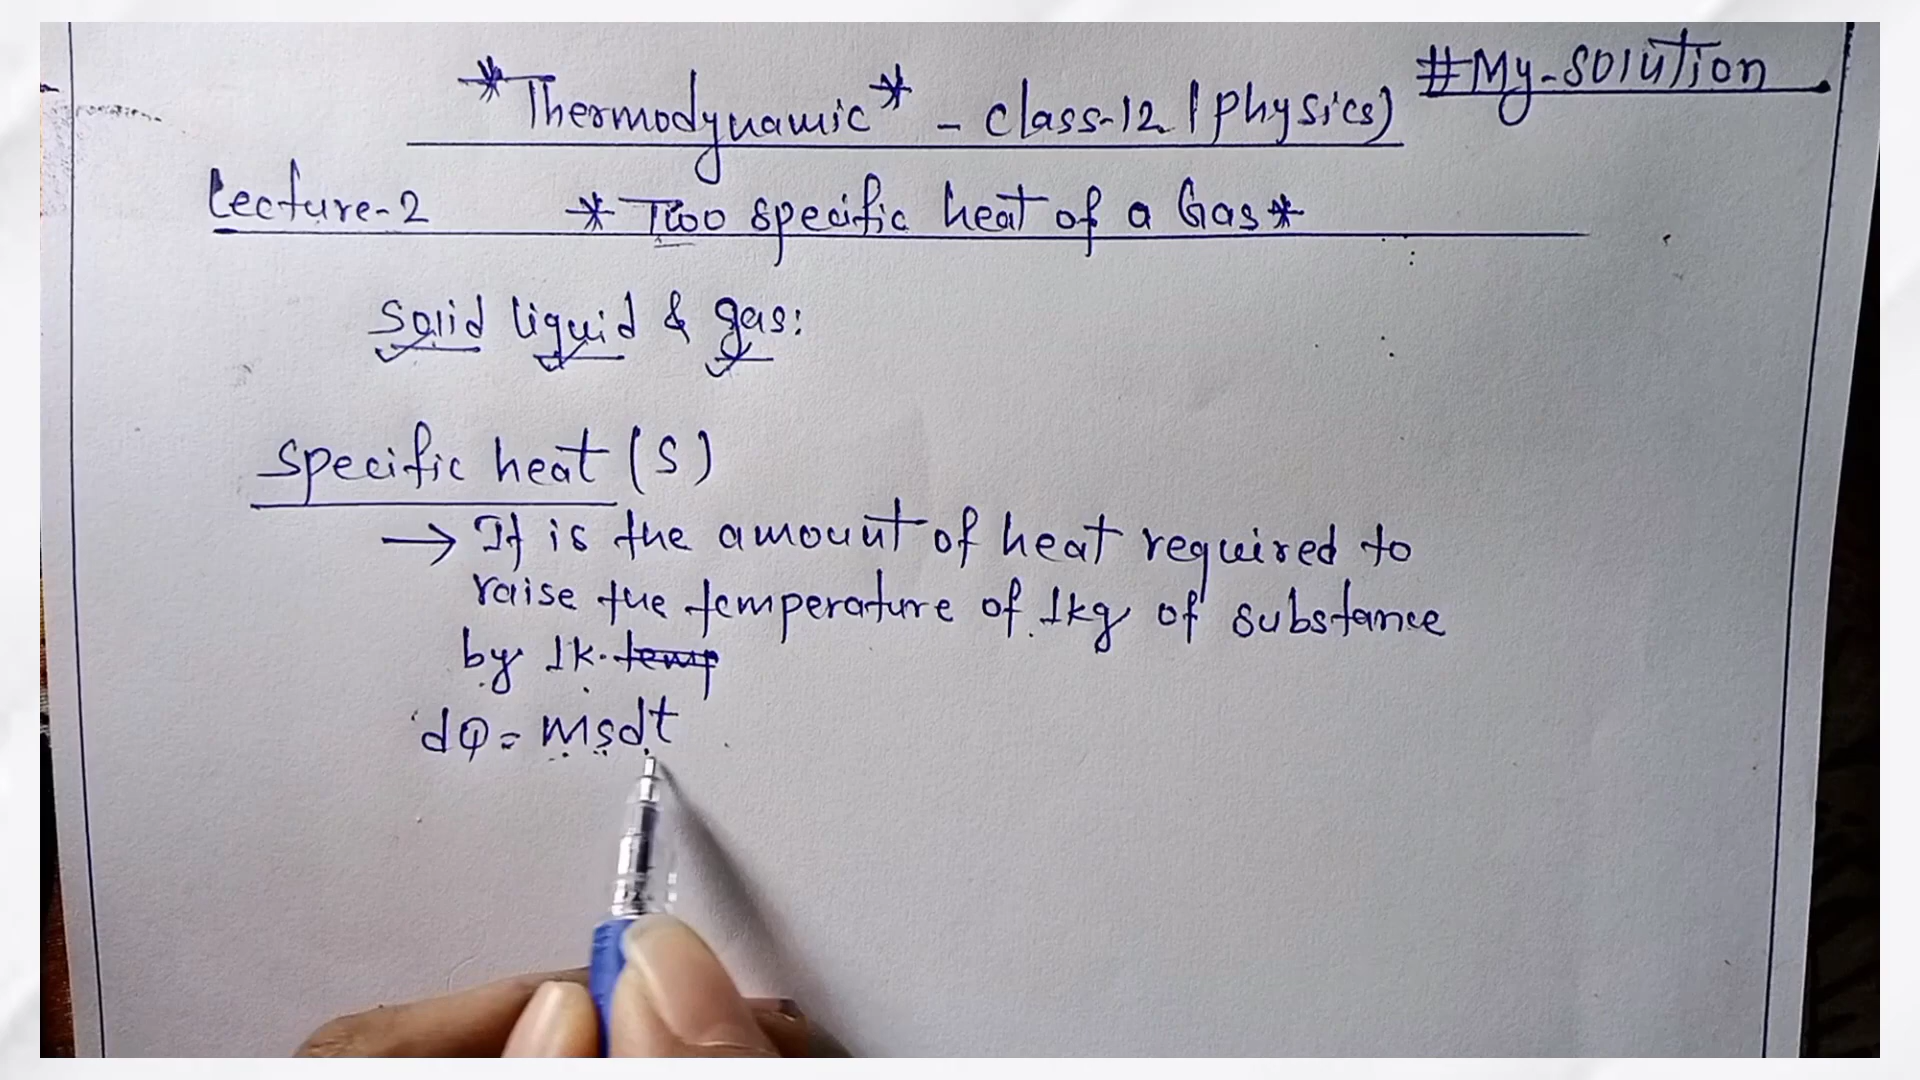 *Thermodynamic* - class-12 (physics) #My-solution
Lecture-2 *Two specific heat of a Gas*
Solid liquid & gas:
specific heat (S)
→ It is the amount of heat required to
raise the temperature of 1kg of substance
by 1k. temp
dQ = msdt